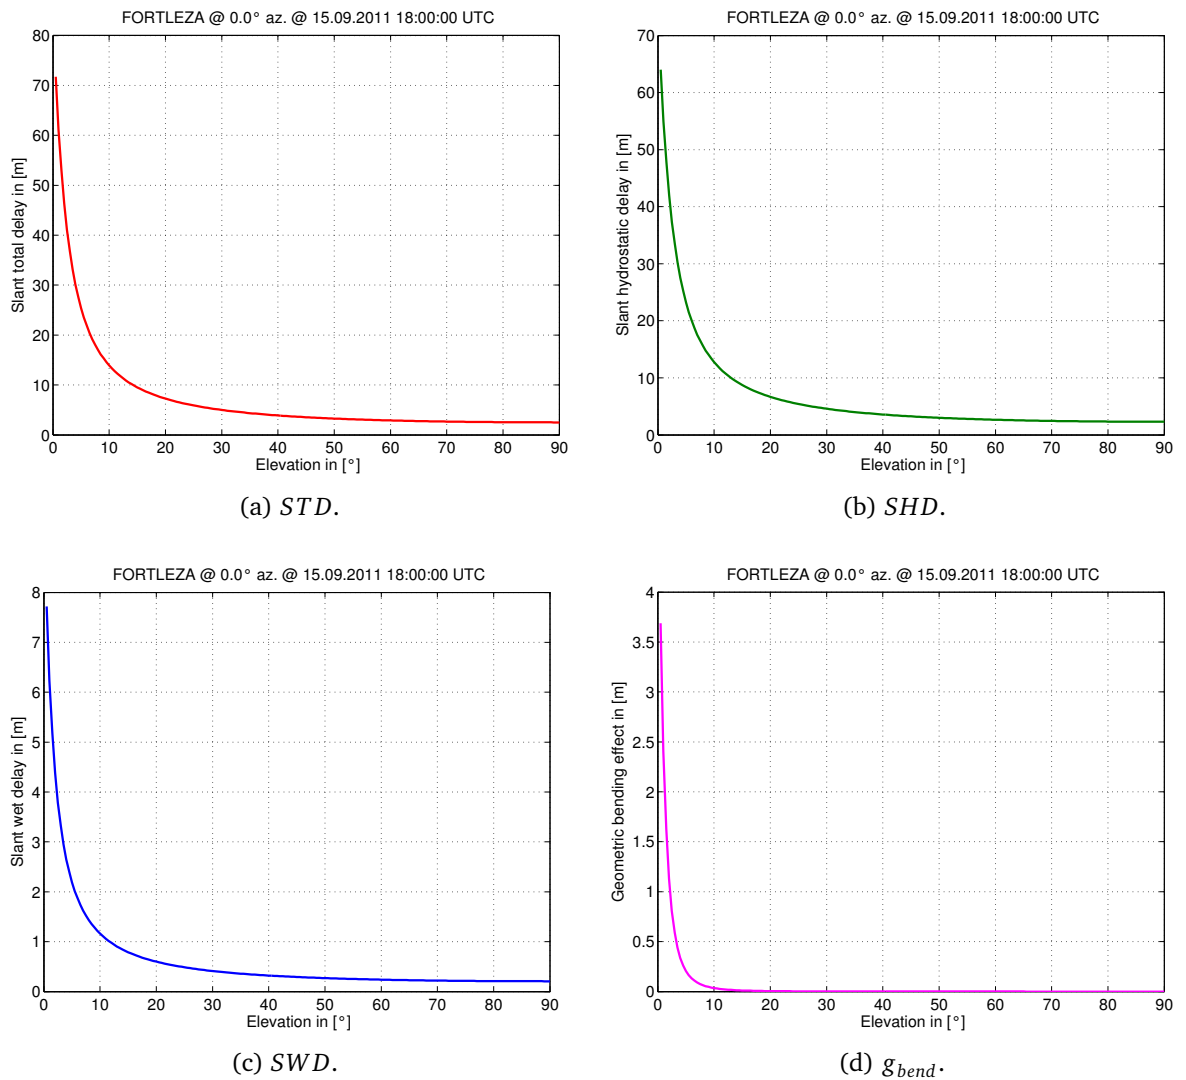 FORTLEZA @ 0.0° az. @ 15.09.2011 18:00:00 UTC
80
70
60
50
40
30
20
10
0
Slant total delay in [m]
0 10 20 30 40 50 60 70 80 90
Elevation in [°]
(a) STD.
FORTLEZA @ 0.0° az. @ 15.09.2011 18:00:00 UTC
70
60
50
40
30
20
10
0
Slant hydrostatic delay in [m]
0 10 20 30 40 50 60 70 80 90
Elevation in [°]
(b) SHD.
FORTLEZA @ 0.0° az. @ 15.09.2011 18:00:00 UTC
8
7
6
5
4
3
2
1
0
Slant wet delay in [m]
0 10 20 30 40 50 60 70 80 90
Elevation in [°]
(c) SWD.
FORTLEZA @ 0.0° az. @ 15.09.2011 18:00:00 UTC
4
3.5
3
2.5
2
1.5
1
0.5
0
Geometric bending effect in [m]
0 10 20 30 40 50 60 70 80 90
Elevation in [°]
(d) g_bend.